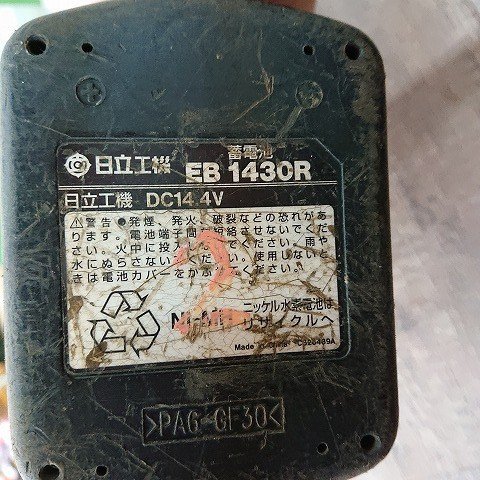 日立工機
蓄電池
EB 1430R
日立工機 DC14.4V
⚠警告 ●発煙、発火、破裂などの恐れがあ
ります。電池端子間を短絡させないでくだ
さい。火中に投入しないでください。雨や
水にぬらさないでください。使用しないと
きは電池カバーをかぶせてください。
2
Ni-MH
ニッケル水素電池は
リサイクルへ
Made in
>PA6-GF30<